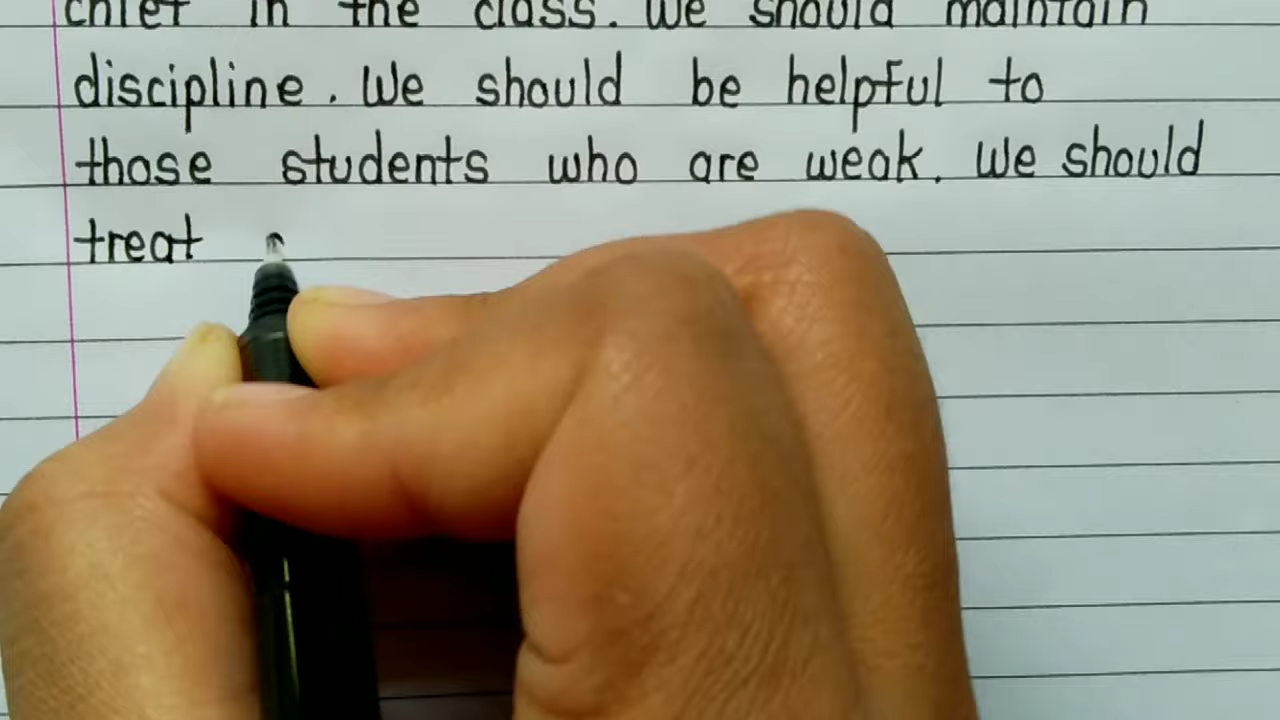 chief in the class. We should maintain
discipline. We should be helpful to
those students who are weak. We should
treat